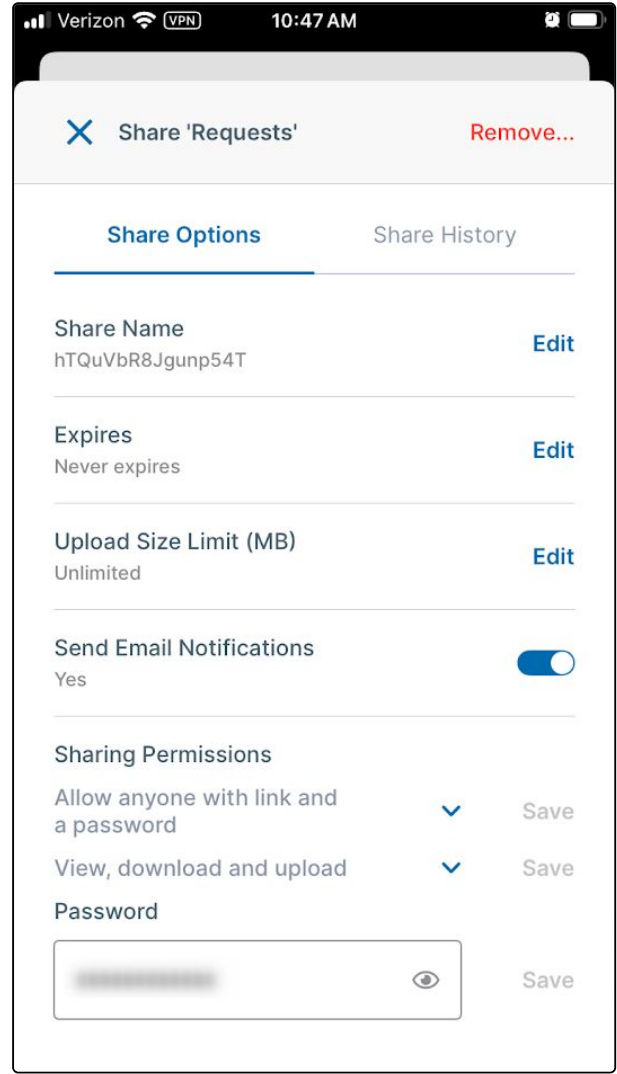 Verizon VPN 10:47 AM
Share 'Requests' Remove...
Share Options Share History
Share Name
hTQuVbR8Jgunp54T
Edit
Expires
Never expires
Edit
Upload Size Limit (MB)
Unlimited
Edit
Send Email Notifications
Yes
Sharing Permissions
Allow anyone with link and
a password
Save
View, download and upload Save
Password
Save